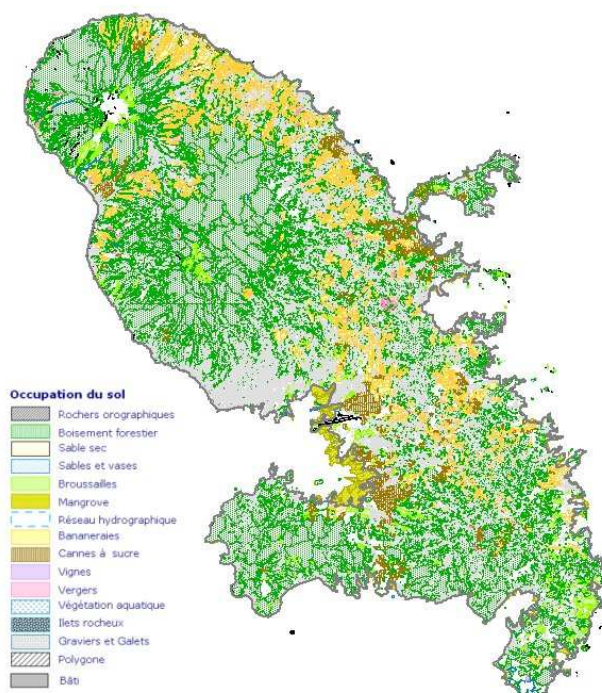 Occupation du sol
Rochers orographiques
Boisement forestier
Sable sec
Sables et vases
Broussailles
Mangrove
Réseau hydrographique
Bananeraies
Cannes à sucre
Vignes
Vergers
Végétation aquatique
Ilets rocheux
Graviers et Galets
Polygone
Bâti